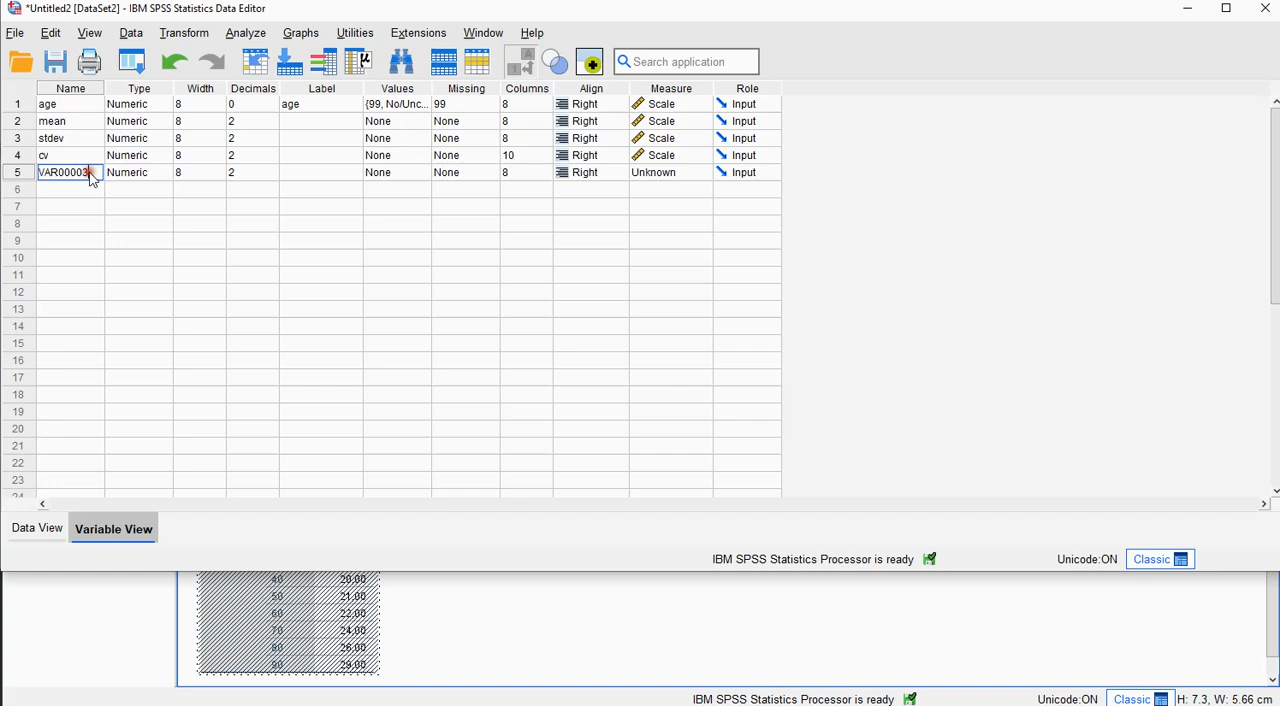 *Untitled2 [DataSet2] - IBM SPSS Statistics Data Editor
File Edit View Data Transform Analyze Graphs Utilities Extensions Window Help
Search application
Name Type Width Decimals Label Values Missing Columns Align Measure Role
1 age Numeric 8 0 age {99, No/Unc... 99 8 Right Scale Input
2 mean Numeric 8 2 None None 8 Right Scale Input
3 stdev Numeric 8 2 None None 8 Right Scale Input
4 cv Numeric 8 2 None None 10 Right Scale Input
5 Numeric 8 2 None None 8 Right Unknown Input
6
7
8
9
10
11
12
13
14
15
16
17
18
19
20
21
22
23
24
Data View Variable View
IBM SPSS Statistics Processor is ready Unicode:ON Classic
40 20.00
50 21.00
60 22.00
70 24.00
80 26.00
90 29.00
IBM SPSS Statistics Processor is ready Unicode:ON Classic H: 7.3, W: 5.66 cm